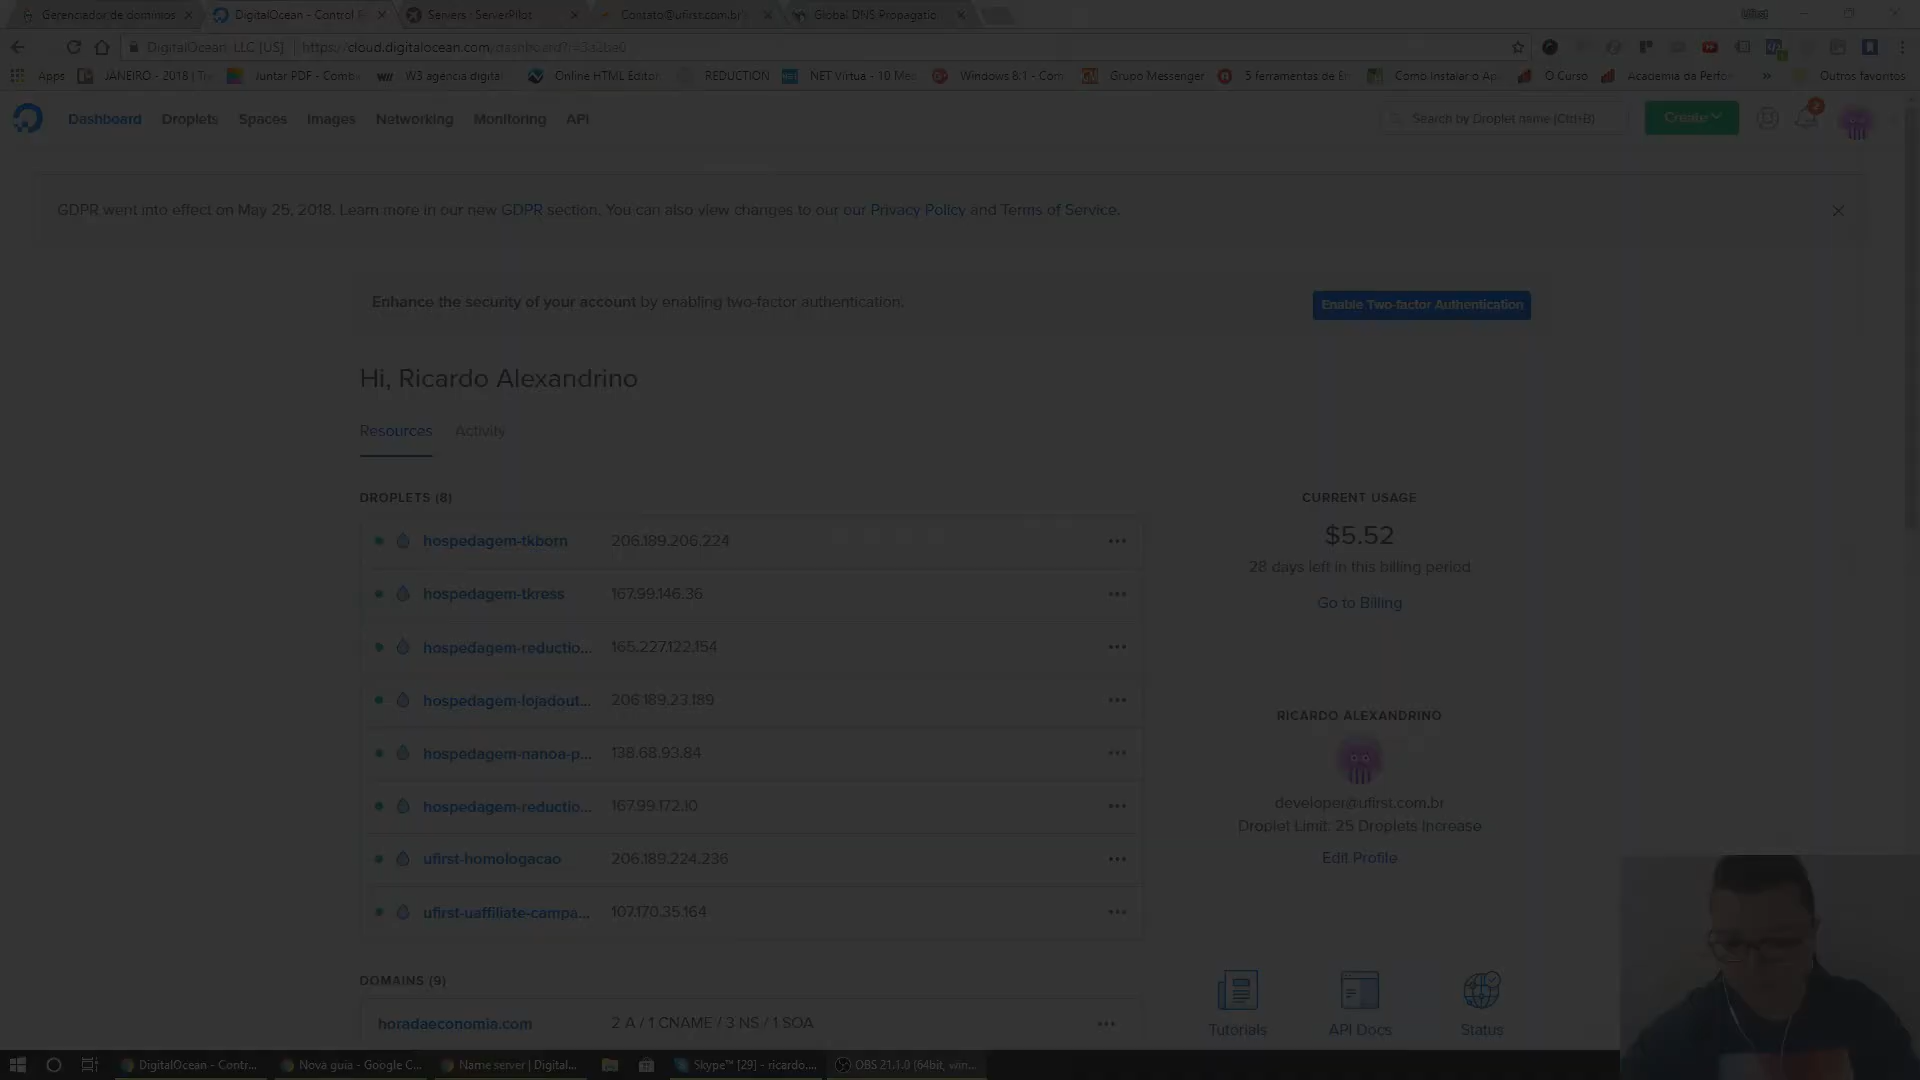 Gerenciador de domínios
DigitalOcean - Control
Servers : ServerPilot
Contato@ufirst.com.br
Global DNS Propagatio
Ufirst
DigitalOcean, LLC [US] | https://cloud.digitalocean.com/dashboard?i=3a2be0
Apps
JANEIRO - 2018 |
Juntar PDF - Comb
W3 agencia digital
Online HTML Editor
REDUCTION
NET Virtua - 10 Me
Windows 8.1 - Com
Grupo Messenger
5 ferramentas de E
Como Instalar o Ap
O Curso
Academia da Perfo
»
Outros favoritos
Dashboard
Droplets
Spaces
Images
Networking
Monitoring
API
Search by Droplet name (Ctrl+B)
Create
2
GDPR went into effect on May 25, 2018. Learn more in our new GDPR section. You can also view changes to our our Privacy Policy and Terms of Service.
Enhance the security of your account by enabling two-factor authentication.
Enable Two-factor Authentication
Hi, Ricardo Alexandrino
Resources
Activity
DROPLETS (8)
hospedagem-tkborn 206.189.206.224
hospedagem-tkress 167.99.146.36
hospedagem-reductio... 165.227.122.154
hospedagem-lojadout... 206.189.23.189
hospedagem-nanoa-p... 138.68.93.84
hospedagem-reductio... 167.99.172.10
ufirst-homologacao 206.189.224.236
ufirst-uaffiliate-campa... 107.170.35.164
CURRENT USAGE
$5.52
28 days left in this billing period
Go to Billing
RICARDO ALEXANDRINO
developer@ufirst.com.br
Droplet Limit: 25 Droplets Increase
Edit Profile
DOMAINS (9)
horadaeconomia.com 2 A / 1 CNAME / 3 NS / 1 SOA
Tutorials
API Docs
Status
DigitalOcean - Contr...
Nova guia - Google C...
Name server | Digital...
Skype™ [29] - ricardo....
OBS 21.1.0 (64bit, win...